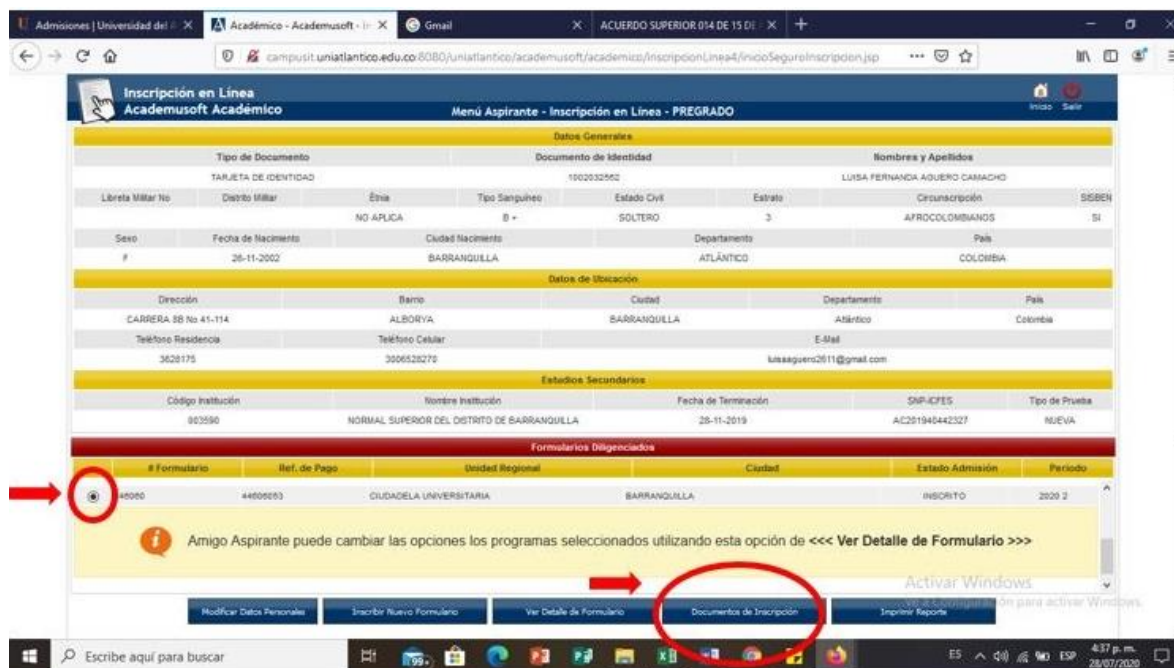 Admisiones | Universidad del A
Académico - Academusoft - In
Gmail
ACUERDO SUPERIOR 014 DE 15 DE
campusit.uniatlantico.edu.co:8080/uniatlantico/academusoft/academico/inscripcionLinea4/inicioSeguroInscripcion.jsp
Inscripción en Línea
Academusoft Académico
Menú Aspirante - Inscripción en Línea - PREGRADO
Inicio Salir
Datos Generales
Tipo de Documento Documento de Identidad Nombres y Apellidos
TARJETA DE IDENTIDAD 1002032562 LUISA FERNANDA AGUERO CAMACHO
Libreta Militar No Distrito Militar Étnia Tipo Sanguineo Estado Civil Estrato Circunscripción SISBEN
NO APLICA B + SOLTERO 3 AFROCOLOMBIANOS SI
Sexo Fecha de Nacimiento Ciudad Nacimiento Departamento País
F 26-11-2002 BARRANQUILLA ATLÁNTICO COLOMBIA
Datos de Ubicación
Dirección Barrio Ciudad Departamento País
CARRERA 8B No 41-114 ALBORYA BARRANQUILLA Atlántico Colombia
Teléfono Residencia Teléfono Celular E-Mail
3628175 3006528270 luisaaguero2611@gmail.com
Estudios Secundarios
Código Institución Nombre Institución Fecha de Terminación SNP-ICFES Tipo de Prueba
003590 NORMAL SUPERIOR DEL DISTRITO DE BARRANQUILLA 28-11-2019 AC201940442327 NUEVA
Formularios Diligenciados
# Formulario Ref. de Pago Unidad Regional Ciudad Estado Admisión Periodo
46060 44606063 CIUDADELA UNIVERSITARIA BARRANQUILLA INSCRITO 2020 2
Amigo Aspirante puede cambiar las opciones los programas seleccionados utilizando esta opción de <<< Ver Detalle de Formulario >>>
Activar Windows
Modificar Datos Personales Inscribir Nuevo Formulario Ver Detalle de Formulario Documentos de Inscripción Imprimir Reporte
para activar Windows.
Escribe aquí para buscar
99+
ES
ESP
4:37 p. m.
28/07/2020